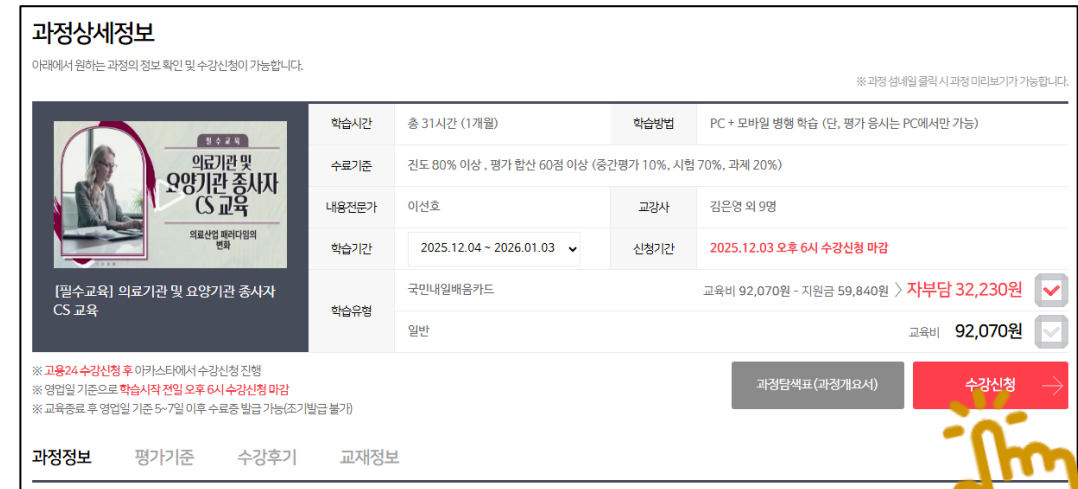 과정상세정보
아래에서 원하는 과정의 정보 확인 및 수강신청이 가능합니다.
※ 과정 섬네일 클릭 시 과정 미리보기가 가능합니다.
필수교육
의료기관 및
요양기관 종사자
CS 교육
의료산업 패러다임의
변화
[필수교육] 의료기관 및 요양기관 종사자
CS 교육
학습시간 총 31시간 (1개월) 학습방법 PC + 모바일 병행 학습 (단, 평가 응시는 PC에서만 가능)
수료기준 진도 80% 이상 , 평가 합산 60점 이상 (중간평가 10%, 시험 70%, 과제 20%)
내용전문가 이선호 교강사 김은영 외 9명
학습기간 2025.12.04 ~ 2026.01.03 신청기간 2025.12.03 오후 6시 수강신청 마감
학습유형
국민내일배움카드 교육비 92,070원 - 지원금 59,840원 〉 자부담 32,230원
일반 교육비 92,070원
※ 고용24 수강신청 후 아카스타에서 수강신청 진행
※ 영업일 기준으로 학습시작 전일 오후 6시 수강신청 마감
※ 교육종료 후 영업일 기준 5~7일 이후 수료증 발급 가능(조기발급 불가)
과정탐색표(과정개요서) 수강신청
과정정보 평가기준 수강후기 교재정보